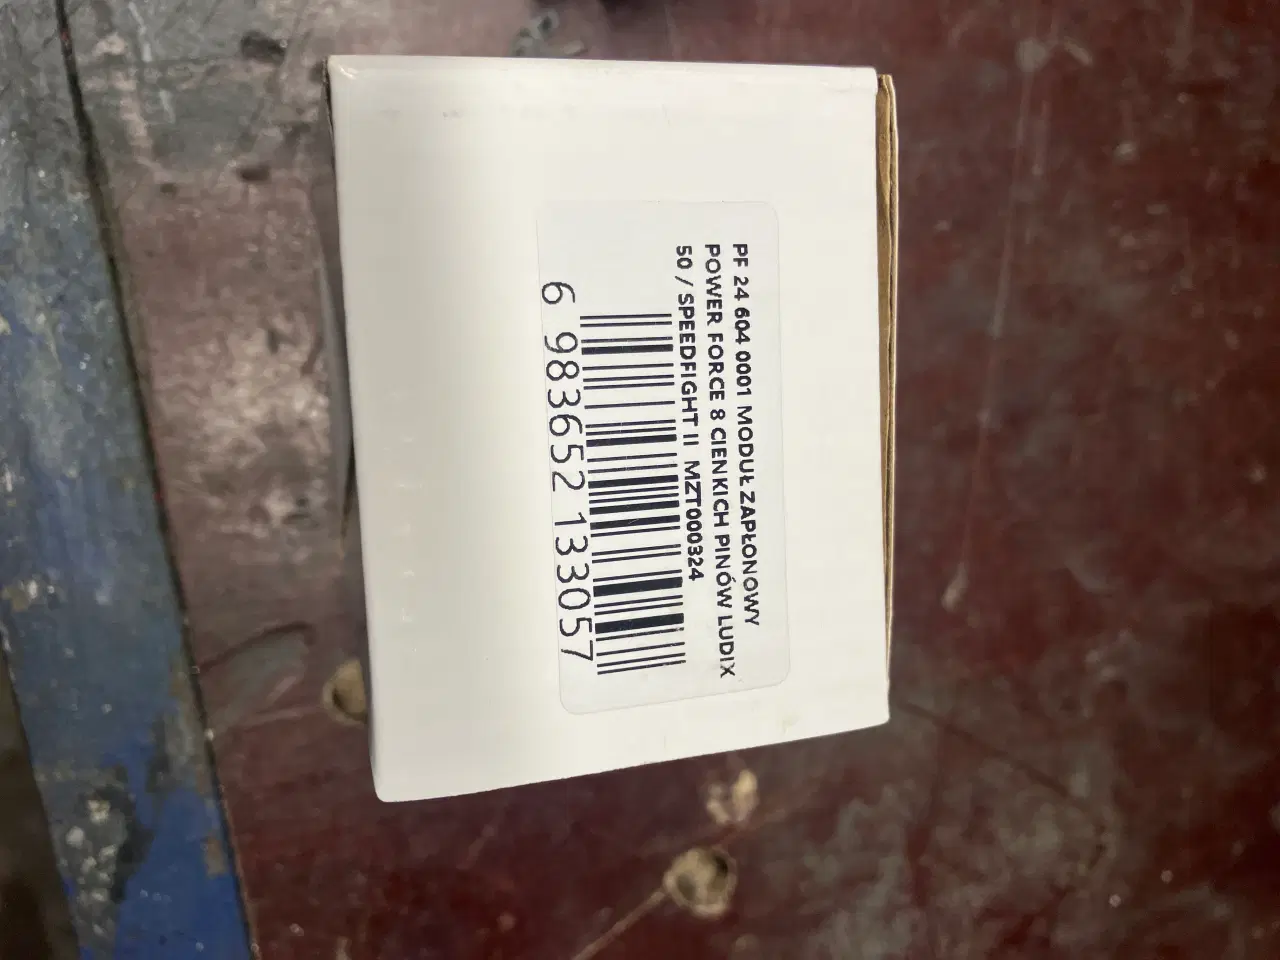 PF 24 604 0001 MODUŁ ZAPŁONOWY
POWER FORCE 8 CIENKICH PINÓW LUDIX
50 / SPEEDFIGHT II MZT000324
6 983652 133057